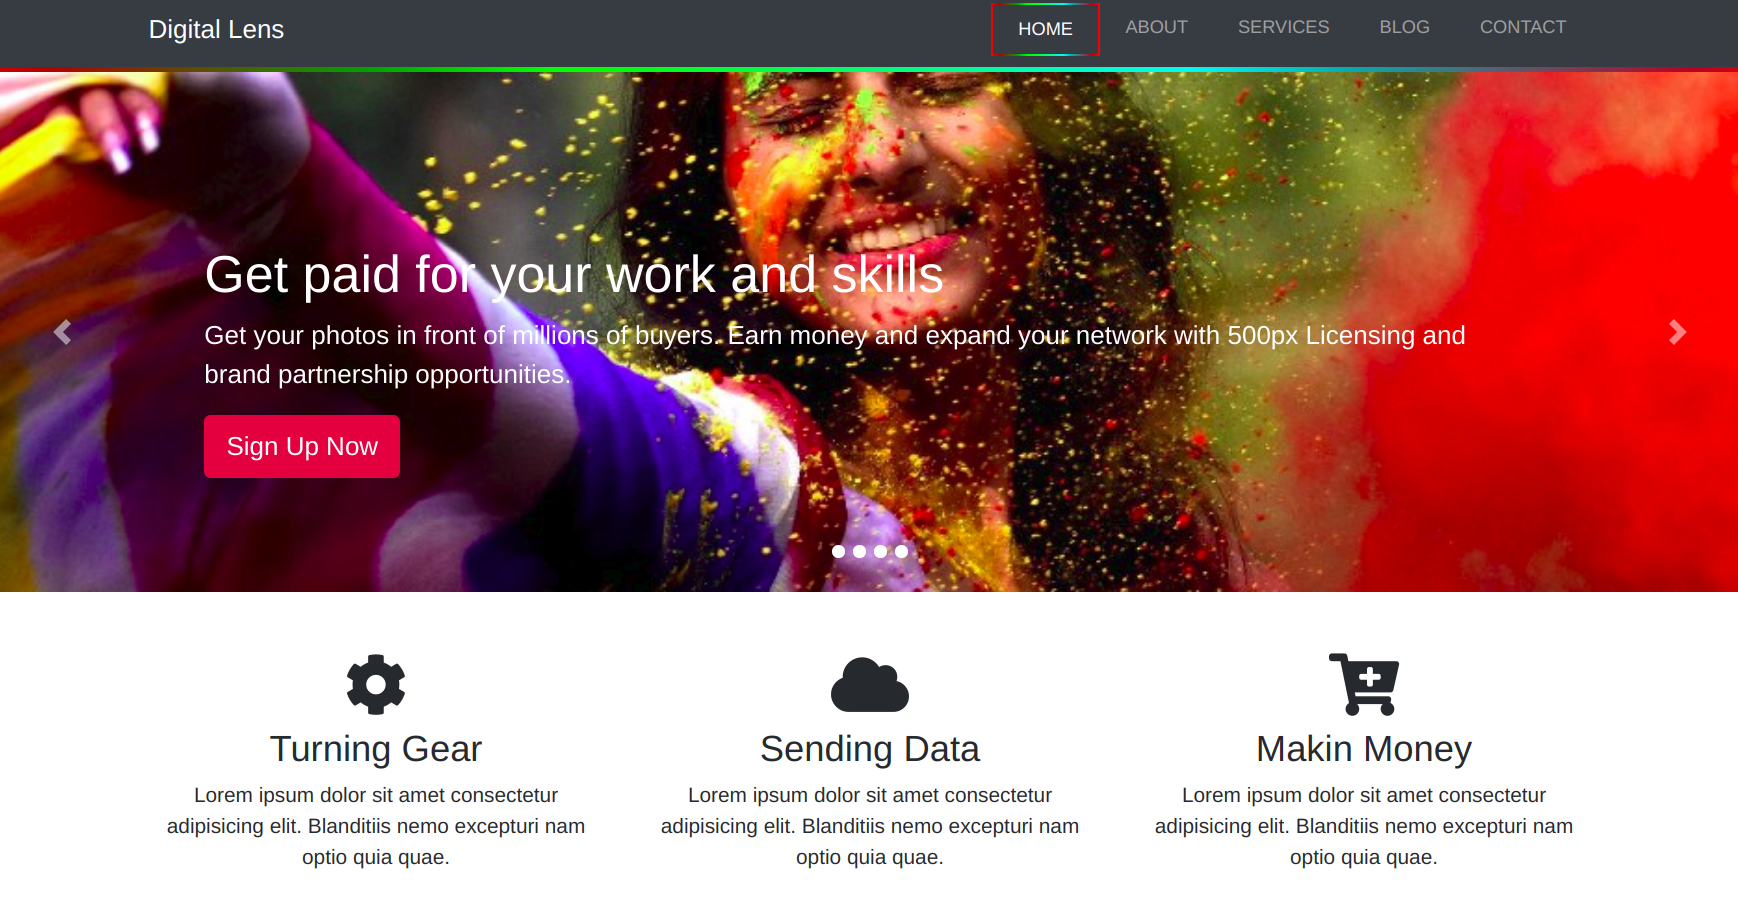 Digital Lens
HOME
ABOUT
SERVICES
BLOG
CONTACT
Get paid for your work and skills
Get your photos in front of millions of buyers. Earn money and expand your network with 500px Licensing and
brand partnership opportunities.
Sign Up Now
Turning Gear
Lorem ipsum dolor sit amet consectetur
adipisicing elit. Blanditiis nemo excepturi nam
optio quia quae.
Sending Data
Lorem ipsum dolor sit amet consectetur
adipisicing elit. Blanditiis nemo excepturi nam
optio quia quae.
Makin Money
Lorem ipsum dolor sit amet consectetur
adipisicing elit. Blanditiis nemo excepturi nam
optio quia quae.